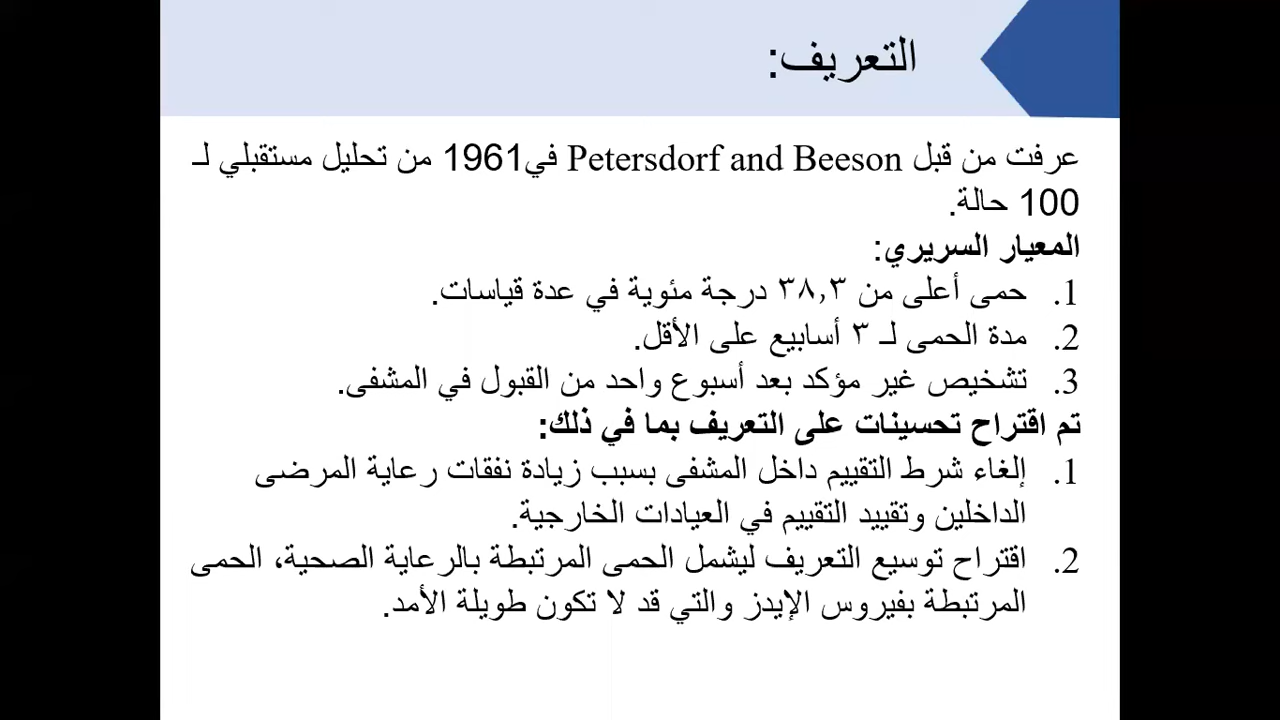 التعريف:
عرفت من قبل Petersdorf and Beeson في1961 من تحليل مستقبلي لـ
100 حالة.
المعيار السريري:
1. حمى أعلى من ٣٨,٣ درجة مئوية في عدة قياسات.
2. مدة الحمى لـ ٣ أسابيع على الأقل.
3. تشخيص غير مؤكد بعد أسبوع واحد من القبول في المشفى.
تم اقتراح تحسينات على التعريف بما في ذلك:
1. إلغاء شرط التقييم داخل المشفى بسبب زيادة نفقات رعاية المرضى
الداخلين وتقييد التقييم في العيادات الخارجية.
2. اقتراح توسيع التعريف ليشمل الحمى المرتبطة بالرعاية الصحية، الحمى
المرتبطة بفيروس الإيدز والتي قد لا تكون طويلة الأمد.